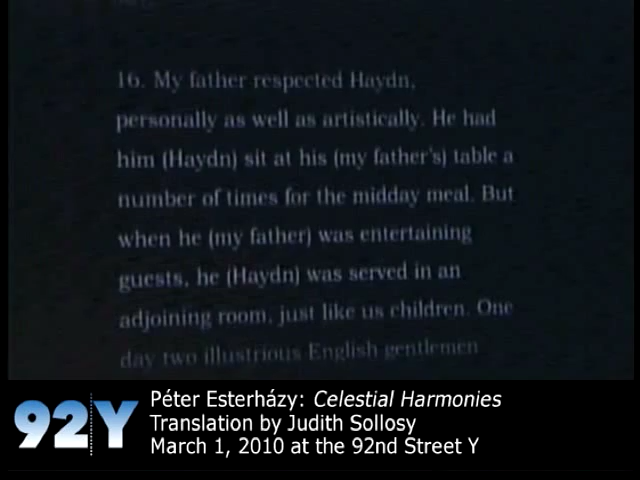 16. My father respected Haydn,
personally as well as artistically. He had
him (Haydn) sit at his (my father's) table a
number of times for the midday meal. But
when he (my father) was entertaining
guests, he (Haydn) was served in an
adjoining room, just like us children. One
day two illustrious English gentlemen
92Y
Péter Esterházy: Celestial Harmonies
Translation by Judith Sollosy
March 1, 2010 at the 92nd Street Y